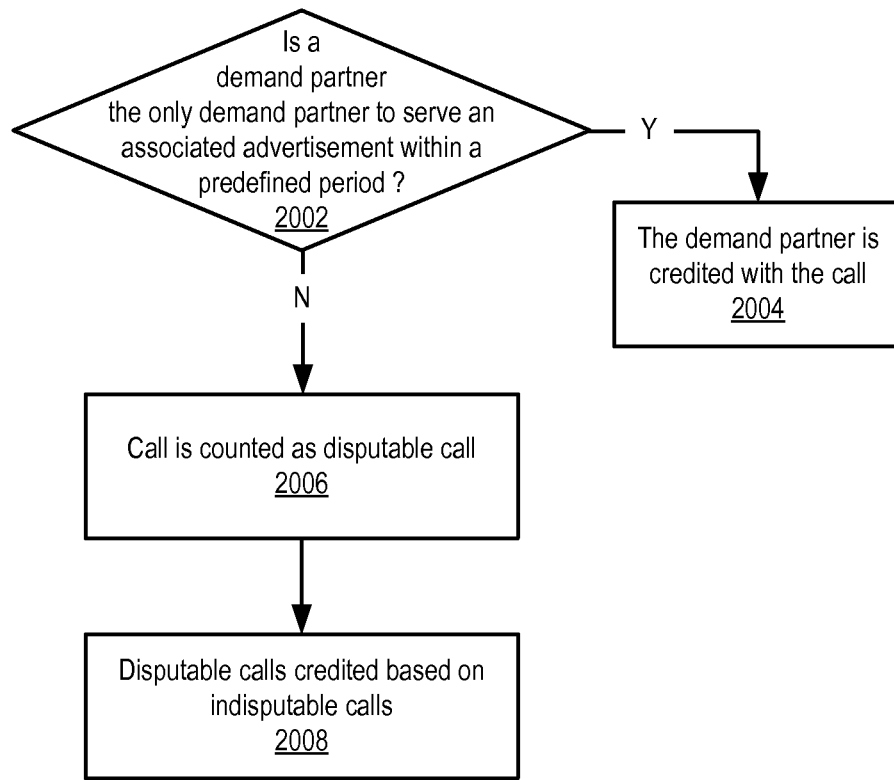 Is a
demand partner
the only demand partner to serve an
associated advertisement within a
predefined period ?
2002
Y
The demand partner is
credited with the call
2004
N
Call is counted as disputable call
2006
Disputable calls credited based on
indisputable calls
2008